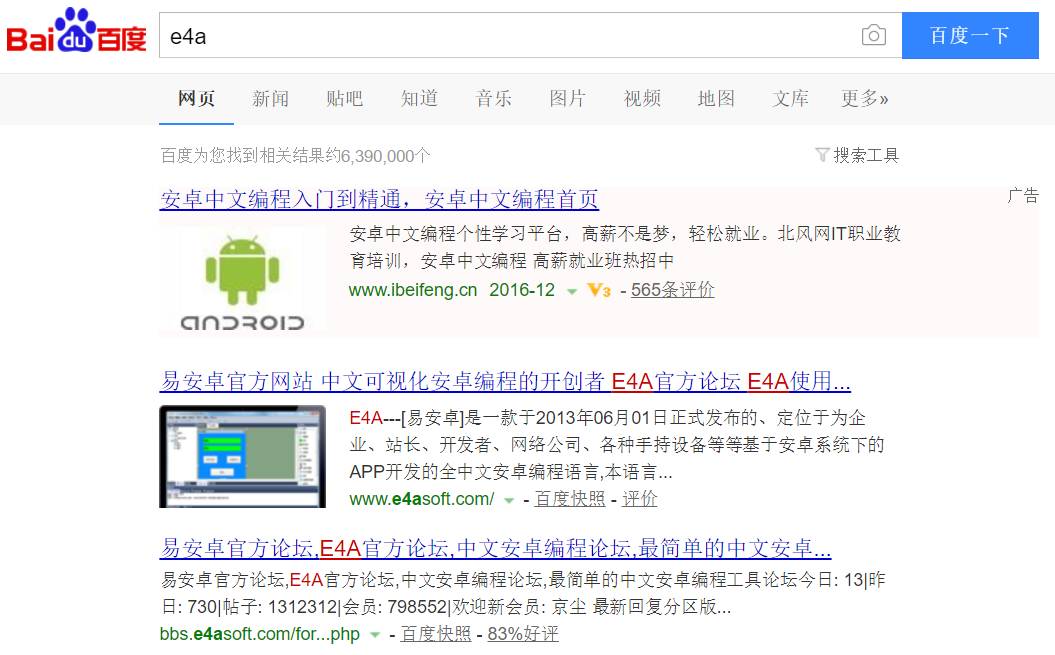 Bai du 百度
e4a
百度一下
网页 新闻 贴吧 知道 音乐 图片 视频 地图 文库 更多»
百度为您找到相关结果约6,390,000个
搜索工具
安卓中文编程入门到精通，安卓中文编程首页
广告
安卓中文编程个性学习平台，高薪不是梦，轻松就业。北风网IT职业教
育培训，安卓中文编程 高薪就业班热招中
www.ibeifeng.cn 2016-12 V3 - 565条评价
ANDROID
易安卓官方网站 中文可视化安卓编程的开创者 E4A官方论坛 E4A使用...
E4A---[易安卓]是一款于2013年06月01日正式发布的、定位于为企
业、站长、开发者、网络公司、各种手持设备等等基于安卓系统下的
APP开发的全中文安卓编程语言,本语言...
www.e4asoft.com/ - 百度快照 - 评价
易安卓官方论坛,E4A官方论坛,中文安卓编程论坛,最简单的中文安卓...
易安卓官方论坛,E4A官方论坛,中文安卓编程论坛,最简单的中文安卓编程工具论坛今日: 13|昨
日: 730|帖子: 1312312|会员: 798552|欢迎新会员: 京尘 最新回复分区版...
bbs.e4asoft.com/for...php - 百度快照 - 83%好评